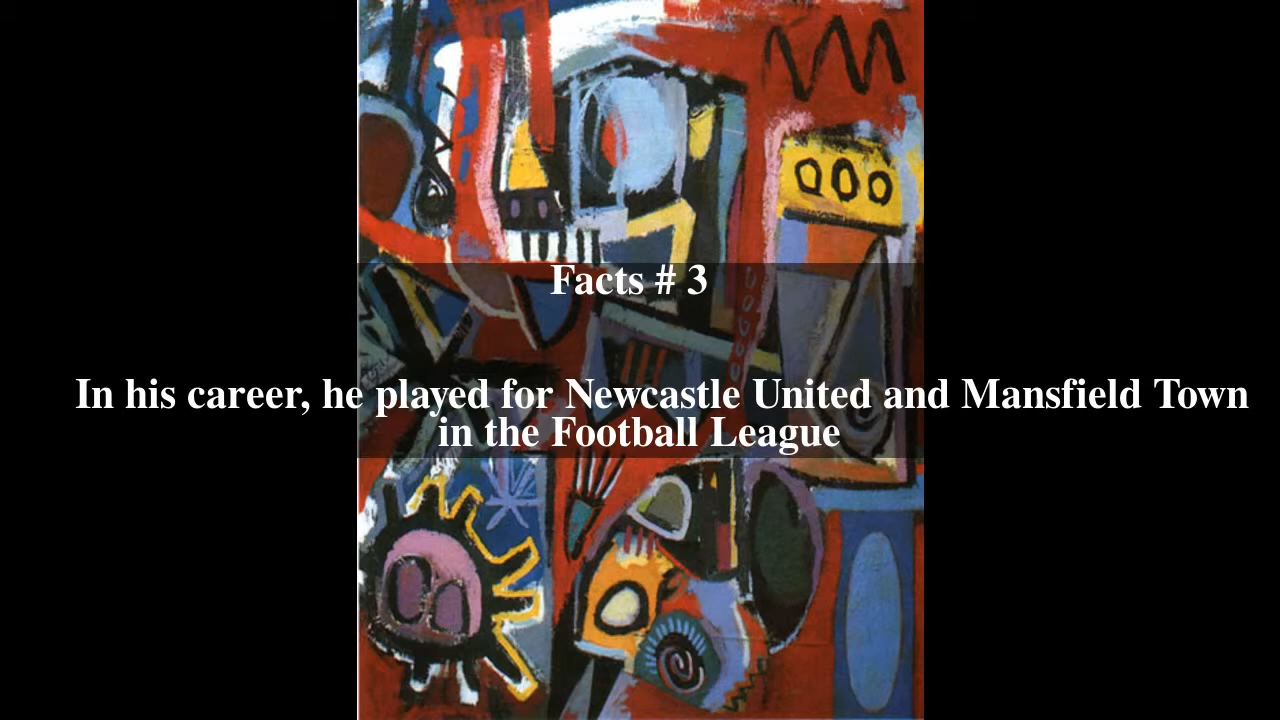 Facts # 3
In his career, he played for Newcastle United and Mansfield Town
in the Football League